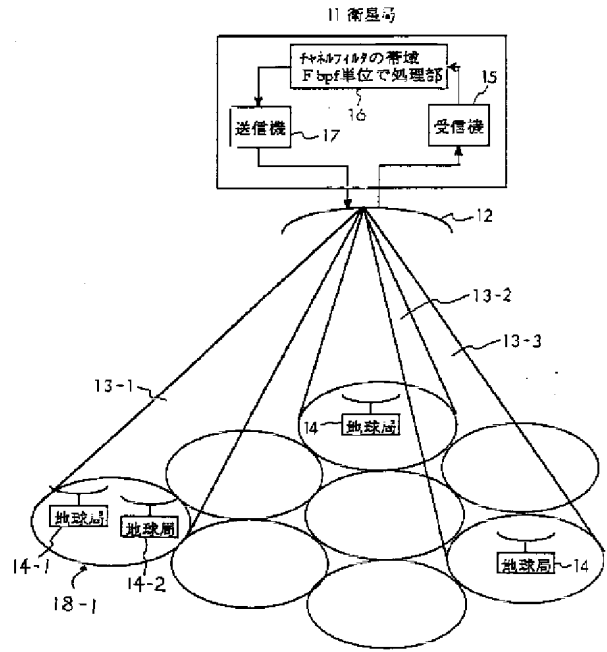 11 衛星局
チャネルフィルタの帯域
Fbpf単位で処理部
16
15
送信機
17
受信機
12
13-2
13-3
13-1
14
地球局
地球局
地球局
14-1
14-2
18-1
地球局
14